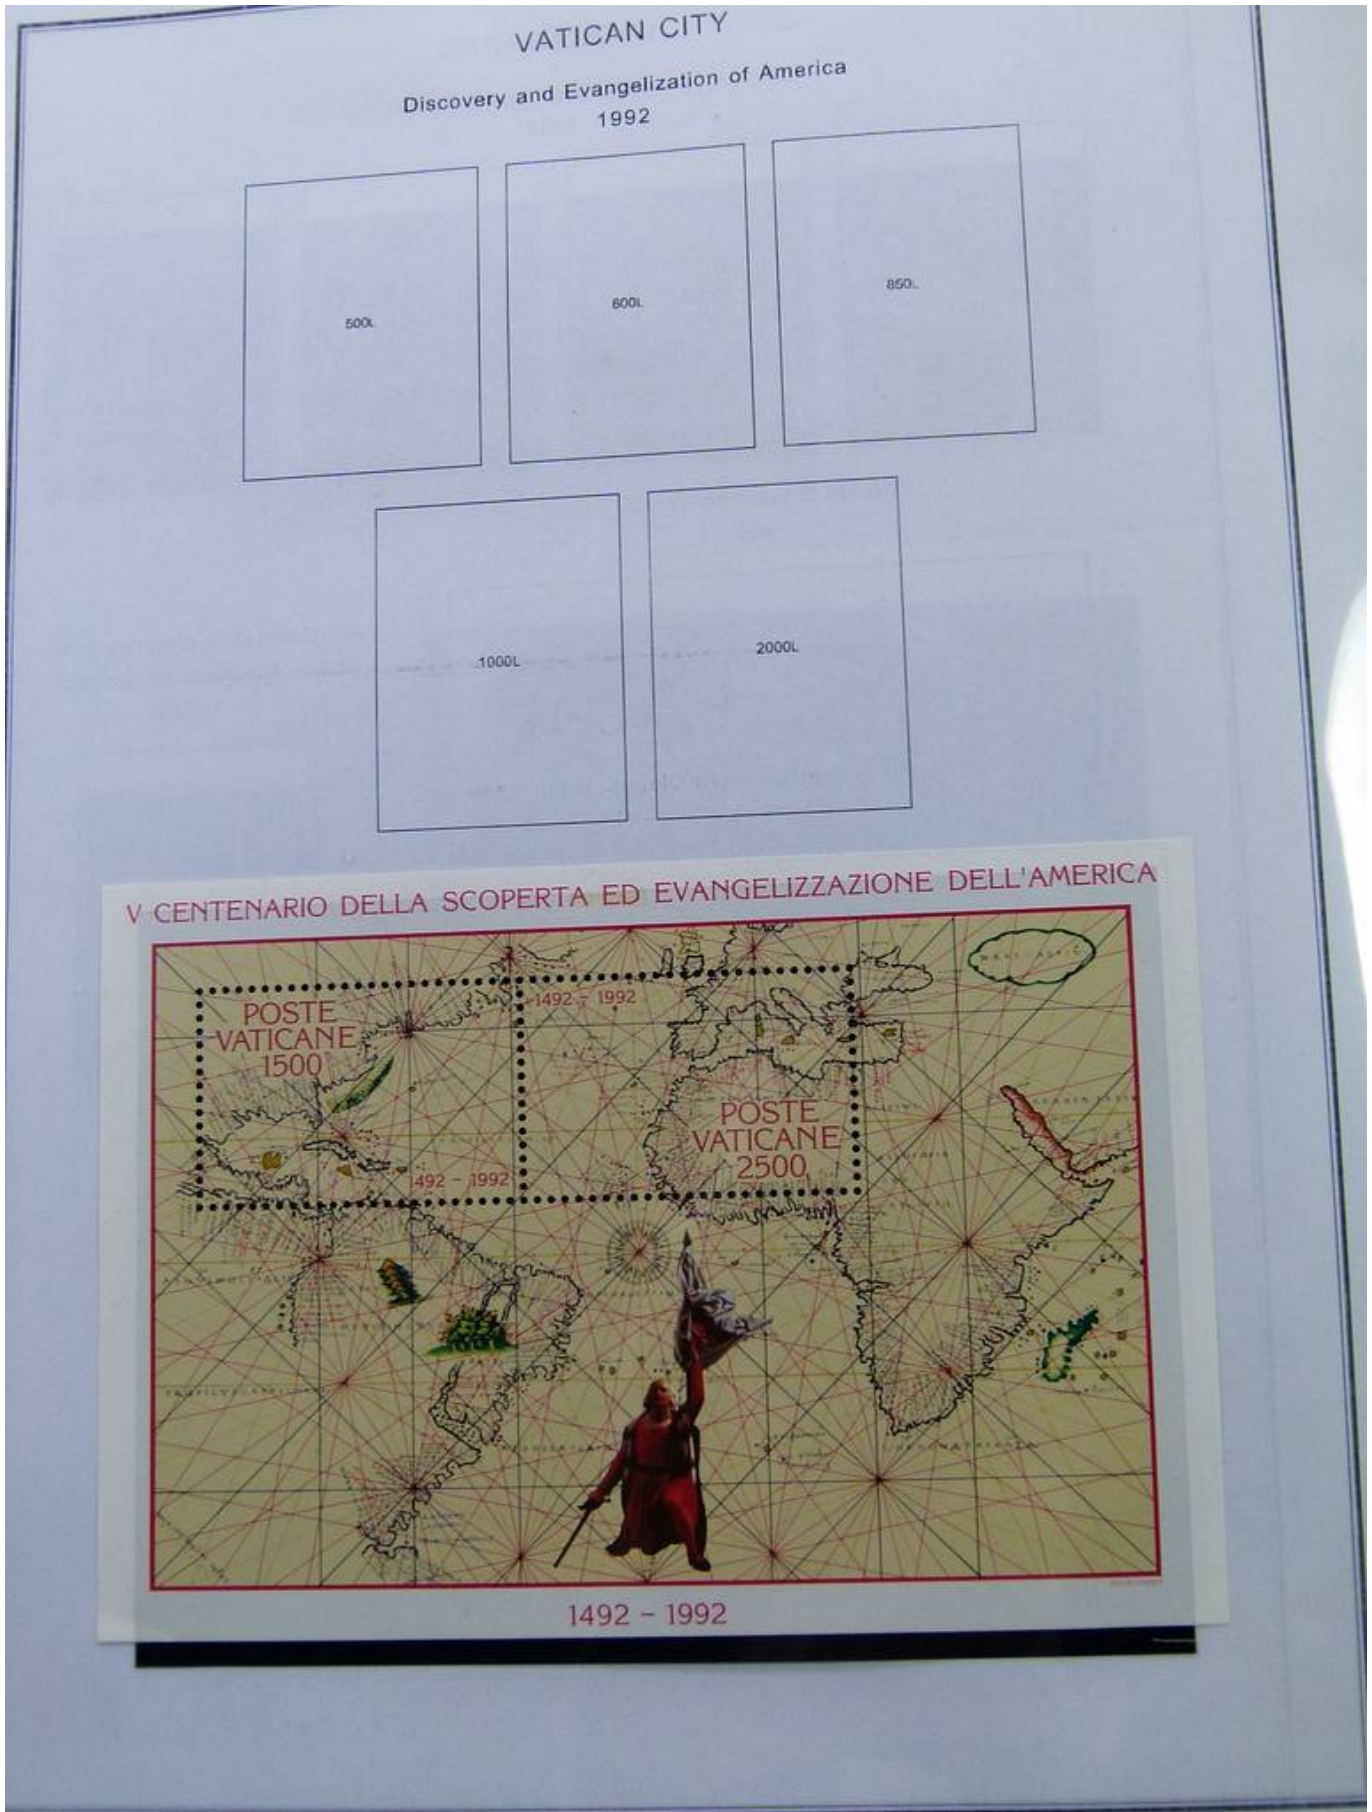 VATICAN CITY
Discovery and Evangelization of America
1992
500L
600L
850L
1000L
2000L
V CENTENARIO DELLA SCOPERTA ED EVANGELIZZAZIONE DELL'AMERICA
POSTE
VATICANE
1500
1492 - 1992
1492 - 1992
POSTE
VATICANE
2500
1492 - 1992